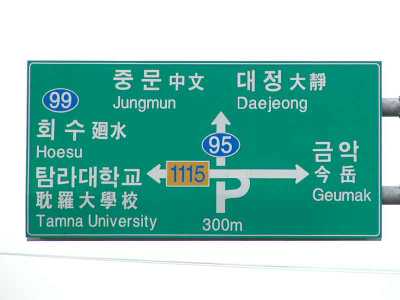 중문 中文
Jungmun
대정 大靜
Daejeong
99
회수 廻水
Hoesu
95
탐라대학교
耽羅大學校
Tamna University
1115
금악
今岳
Geumak
300m